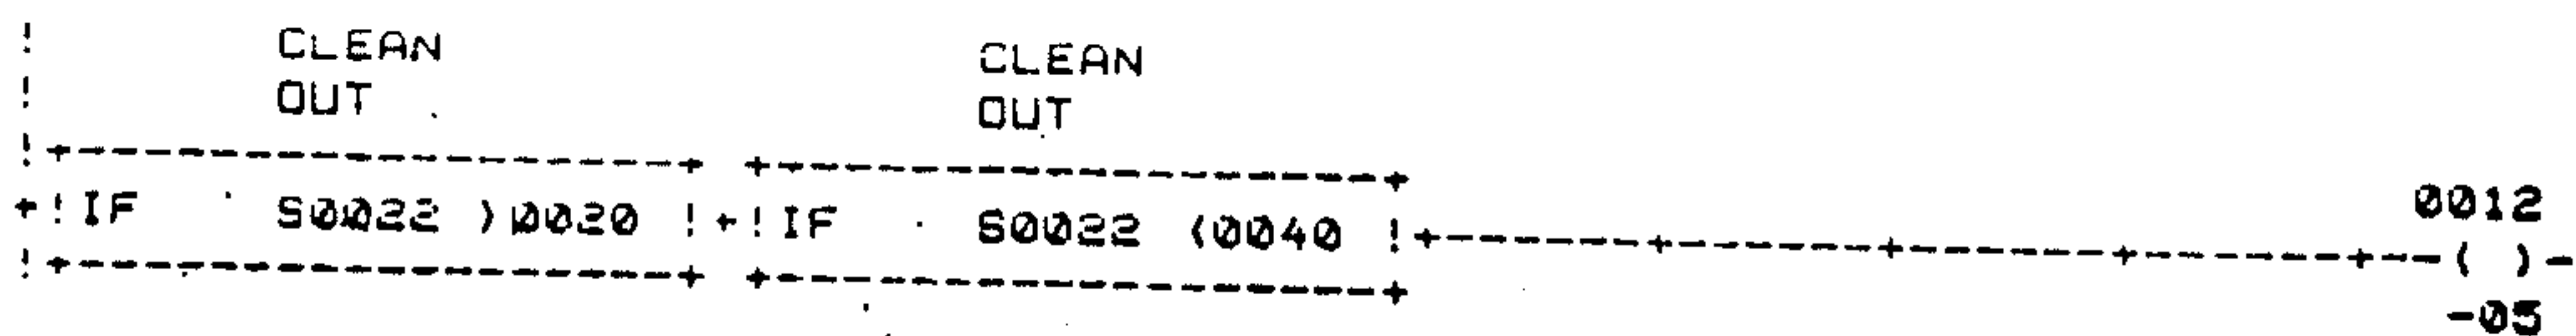 ! CLEAN CLEAN
! OUT OUT
!+--------------------+ +--------------------+
+!IF S0022 >0020 !+!IF S0022 <0040 !+------+------+------+------+--( )- 0012
!+--------------------+ +--------------------+
-05